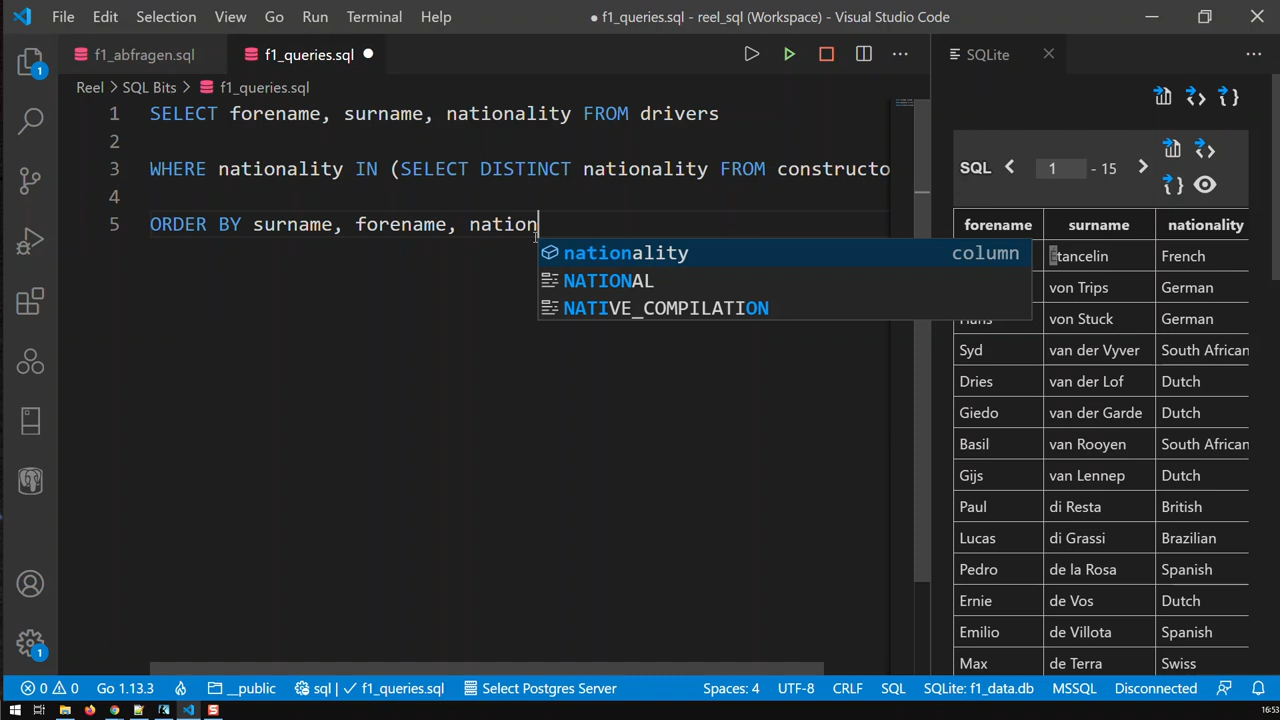 File Edit Selection View Go Run Terminal Help
● f1_queries.sql - reel_sql (Workspace) - Visual Studio Code
f1_abfragen.sql
f1_queries.sql ●
SQLite
Reel > SQL Bits > f1_queries.sql
1 SELECT forename, surname, nationality FROM drivers
2
3 WHERE nationality IN (SELECT DISTINCT nationality FROM constructo
4
5 ORDER BY surname, forename, nation
nationality column
NATIONAL
NATIVE_COMPILATION
1
1
SQL < 1 - 15 >
forename surname nationality
Etancelin French
von Trips German
Hans von Stuck German
Syd van der Vyver South African
Dries van der Lof Dutch
Giedo van der Garde Dutch
Basil van Rooyen South African
Gijs van Lennep Dutch
Paul di Resta British
Lucas di Grassi Brazilian
Pedro de la Rosa Spanish
Ernie de Vos Dutch
Emilio de Villota Spanish
Max de Terra Swiss
0 0 Go 1.13.3 __public sql | ✓ f1_queries.sql Select Postgres Server Spaces: 4 UTF-8 CRLF SQL SQLite: f1_data.db MSSQL Disconnected
16:53